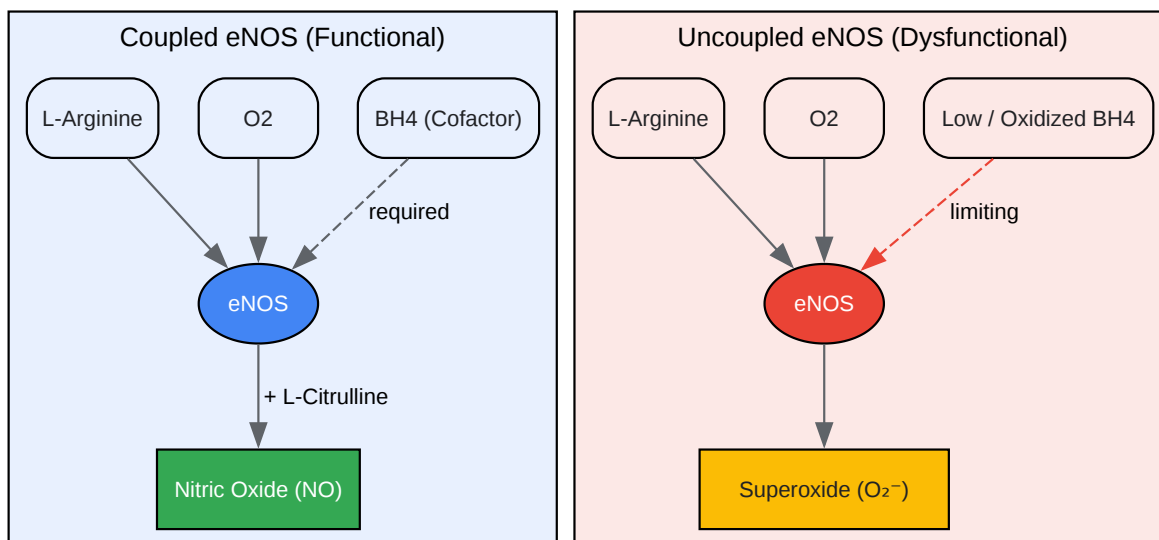 Coupled eNOS (Functional)
L-Arginine
O2
BH4 (Cofactor)
required
eNOS
+ L-Citrulline
Nitric Oxide (NO)
Uncoupled eNOS (Dysfunctional)
L-Arginine
O2
Low / Oxidized BH4
limiting
eNOS
Superoxide (O₂⁻)